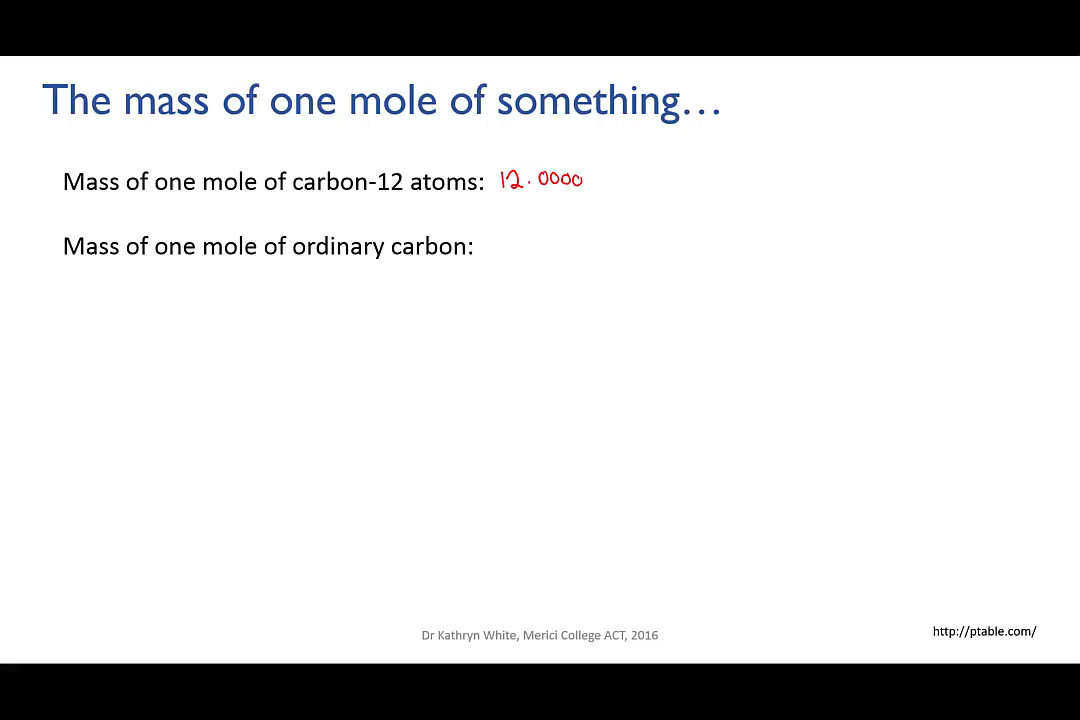 The mass of one mole of something…
Mass of one mole of carbon-12 atoms: 12.0000
Mass of one mole of ordinary carbon:
Dr Kathryn White, Merici College ACT, 2016
http://ptable.com/